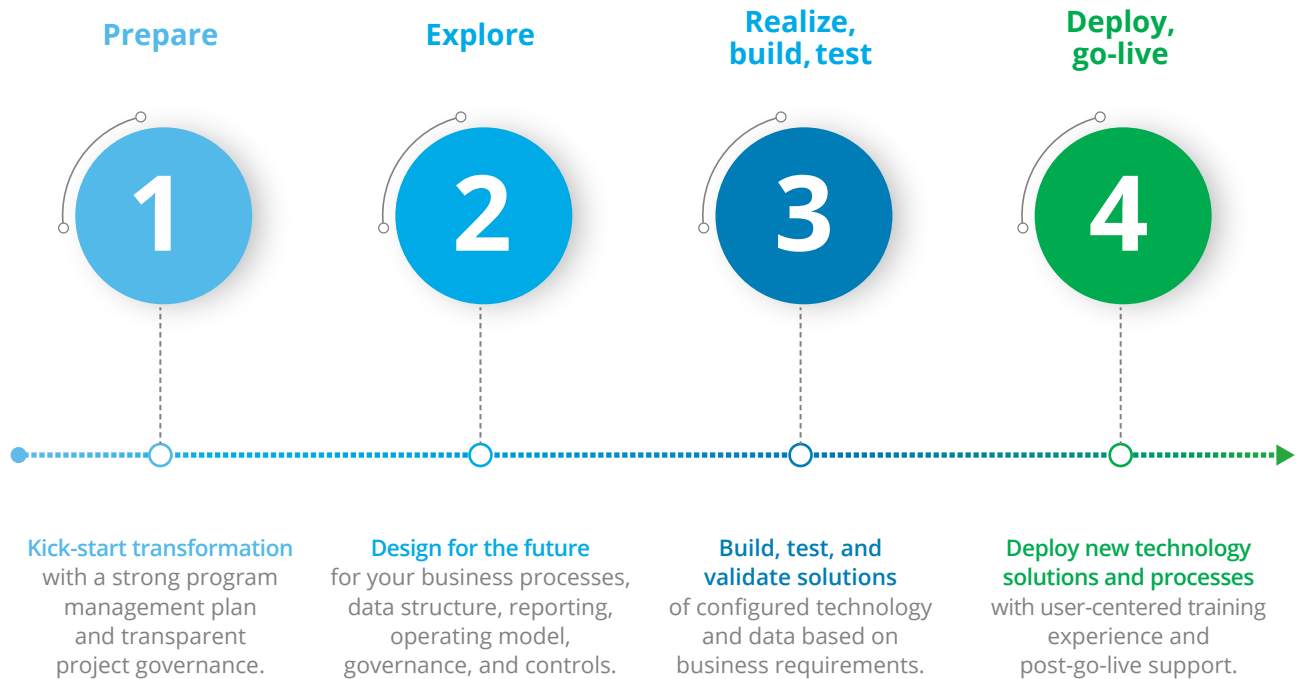 Prepare
Explore
Realize,
build, test
Deploy,
go-live
1
2
3
4
Kick-start transformation
with a strong program
management plan
and transparent
project governance.
Design for the future
for your business processes,
data structure, reporting,
operating model,
governance, and controls.
Build, test, and
validate solutions
of configured technology
and data based on
business requirements.
Deploy new technology
solutions and processes
with user-centered training
experience and
post-go-live support.